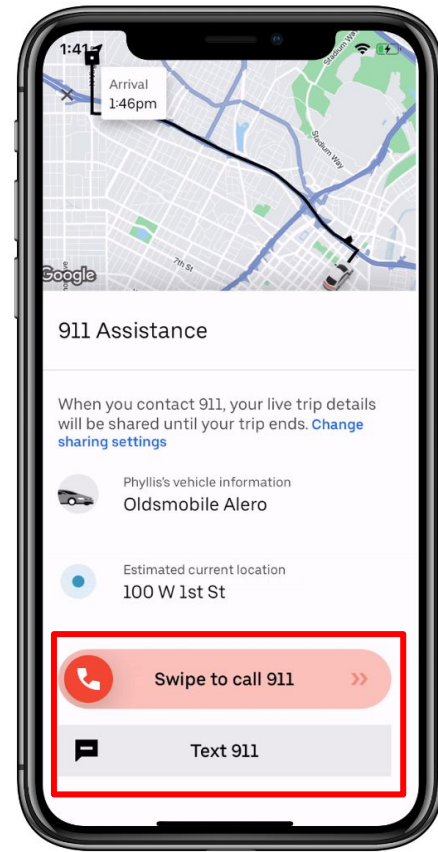 1:41
Arrival
1:46pm
Stadium Way
Stadium Way
7th St
Google
911 Assistance
When you contact 911, your live trip details
will be shared until your trip ends. Change
sharing settings
Phyllis's vehicle information
Oldsmobile Alero
Estimated current location
100 W 1st St
Swipe to call 911 »
Text 911